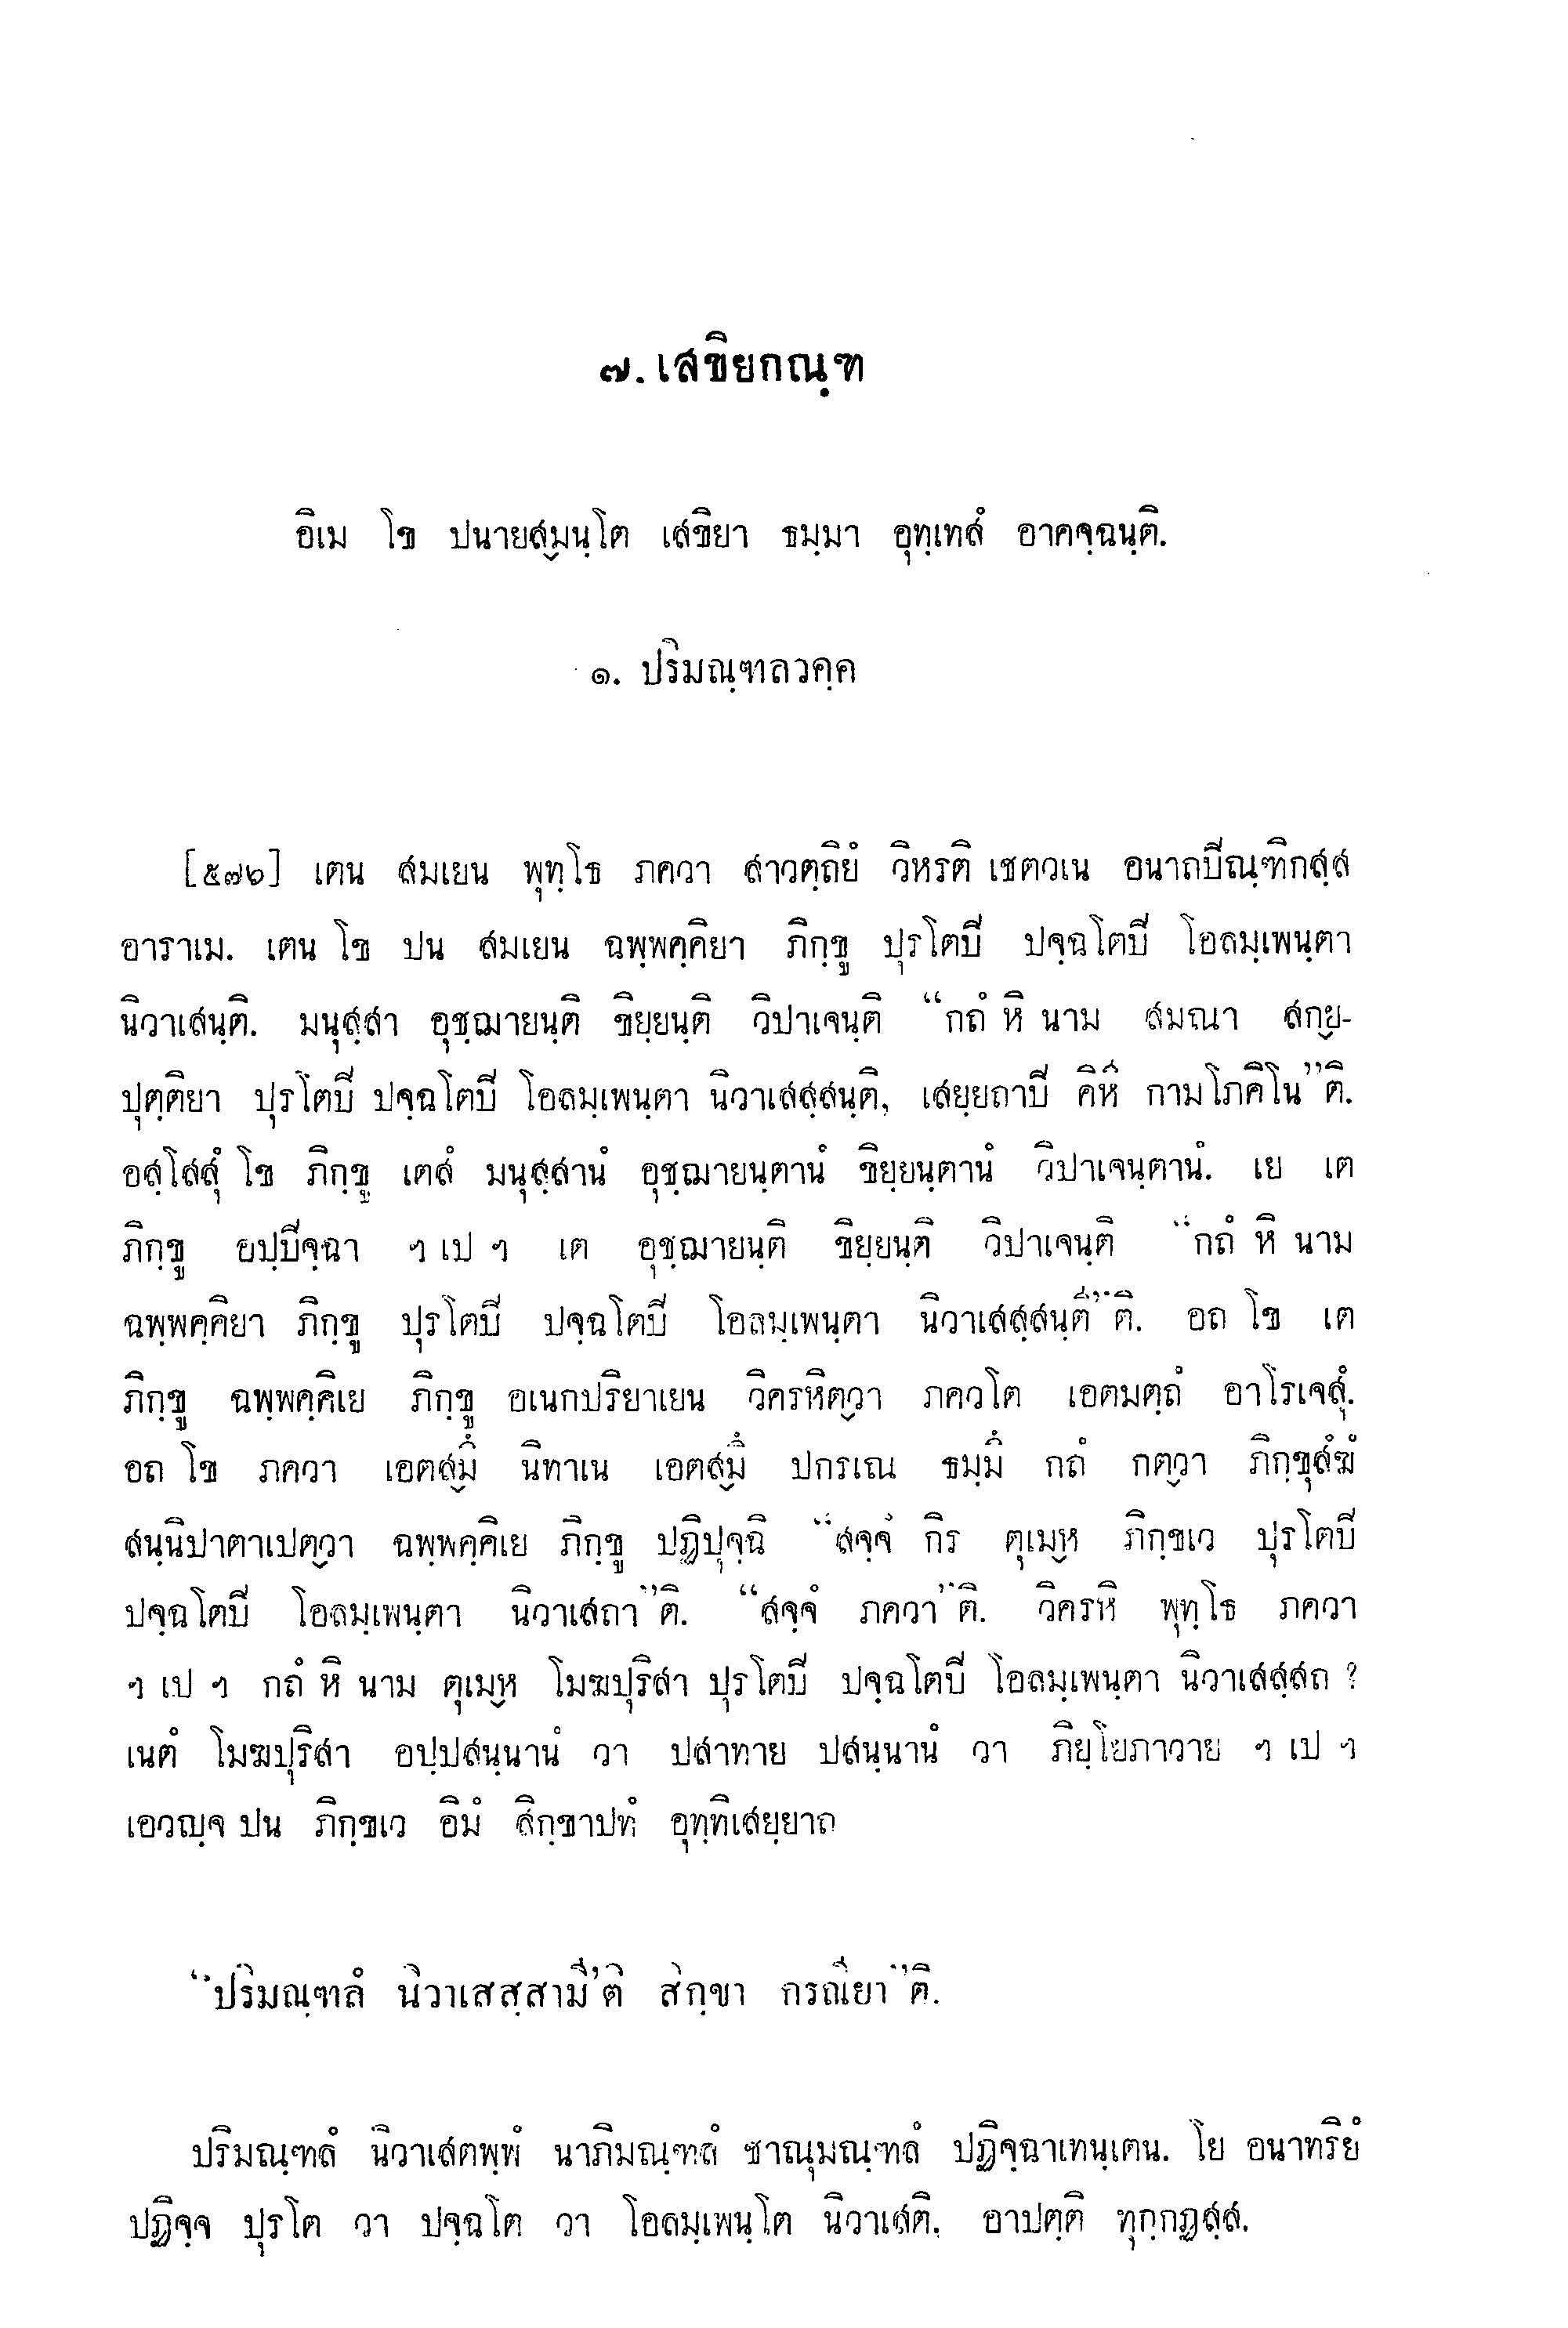 ๗. เสขิยกณฺฑ
อิเม โข ปนายสฺมนฺโต เสขิยา ธมฺมา อุทฺเทสํ อาคจฺฉนฺติ.
๑. ปริมณฺฑลวคฺค
[๕๗๖] เตน สมเยน พุทฺโธ ภควา สาวตฺถิยํ วิหรติ เชตวเน อนาถปีณฺฑิกสฺส
อาราเม. เตน โข ปน สมเยน ฉพฺพคฺคิยา ภิกฺขู ปุรโตปี ปจฺฉโตปี โอลมฺเพนฺตา
นิวาเสนฺติ. มนุสฺสา อุชฺฌายนฺติ ขิยฺยนฺติ วิปาเจนฺติ “กถํ หิ นาม สมณา สกฺย-
ปุตฺติยา ปุรโตปี ปจฺฉโตปี โอลมฺเพนฺตา นิวาเสสฺสนฺติ, เสยฺยถาปี คิหี กามโภคิโน”ติ.
อสฺโสสุํ โข ภิกฺขู เตสํ มนุสฺสานํ อุชฺฌายนฺตานํ ขิยฺยนฺตานํ วิปาเจนฺตานํ. เย เต
ภิกฺขู อปฺปีจฺฉา ฯ เป ฯ เต อุชฺฌายนฺติ ขิยฺยนฺติ วิปาเจนฺติ “กถํ หิ นาม
ฉพฺพคฺคิยา ภิกฺขู ปุรโตปี ปจฺฉโตปี โอลมฺเพนฺตา นิวาเสสฺสนฺตี”ติ. อถ โข เต
ภิกฺขู ฉพฺพคฺคิเย ภิกฺขู อเนกปริยาเยน วิครหิตฺวา ภควโต เอตมตฺถํ อาโรเจสุํ.
อถ โข ภควา เอตสฺมึ นิทาเน เอตสฺมึ ปกรเณ ธมฺมึ กถํ กตฺวา ภิกฺขุสํฆํ
สนฺนิปาตาเปตฺวา ฉพฺพคฺคิเย ภิกฺขู ปฏิปุจฺฉิ “สจฺจํ กิร ตุเมฺห ภิกฺขเว ปุรโตปี
ปจฺฉโตปี โอลมฺเพนฺตา นิวาเสถา”ติ. “สจฺจํ ภควา”ติ. วิครหิ พุทฺโธ ภควา
ฯ เป ฯ กถํ หิ นาม ตุเมฺห โมฆปุริสา ปุรโตปี ปจฺฉโตปี โอลมฺเพนฺตา นิวาเสสฺสถ ?
เนตํ โมฆปุริสา อปฺปสนฺนานํ วา ปสาทาย ปสนฺนานํ วา ภิยฺโยภาวาย ฯ เป ฯ
เอวญฺจ ปน ภิกฺขเว อิมํ สิกฺขาปทํ อุทฺทิเสยฺยาถ
“ปริมณฺฑลํ นิวาเสสฺสามี’ติ สิกฺขา กรณียา”ติ.
ปริมณฺฑลํ นิวาเสตพฺพํ นาภิมณฺฑลํ ชาณุมณฺฑลํ ปฏิจฺฉาเทนฺเตน. โย อนาทริยํ
ปฏิจฺจ ปุรโต วา ปจฺฉโต วา โอลมฺเพนฺโต นิวาเสติ, อาปตฺติ ทุกฺกฏสฺส.